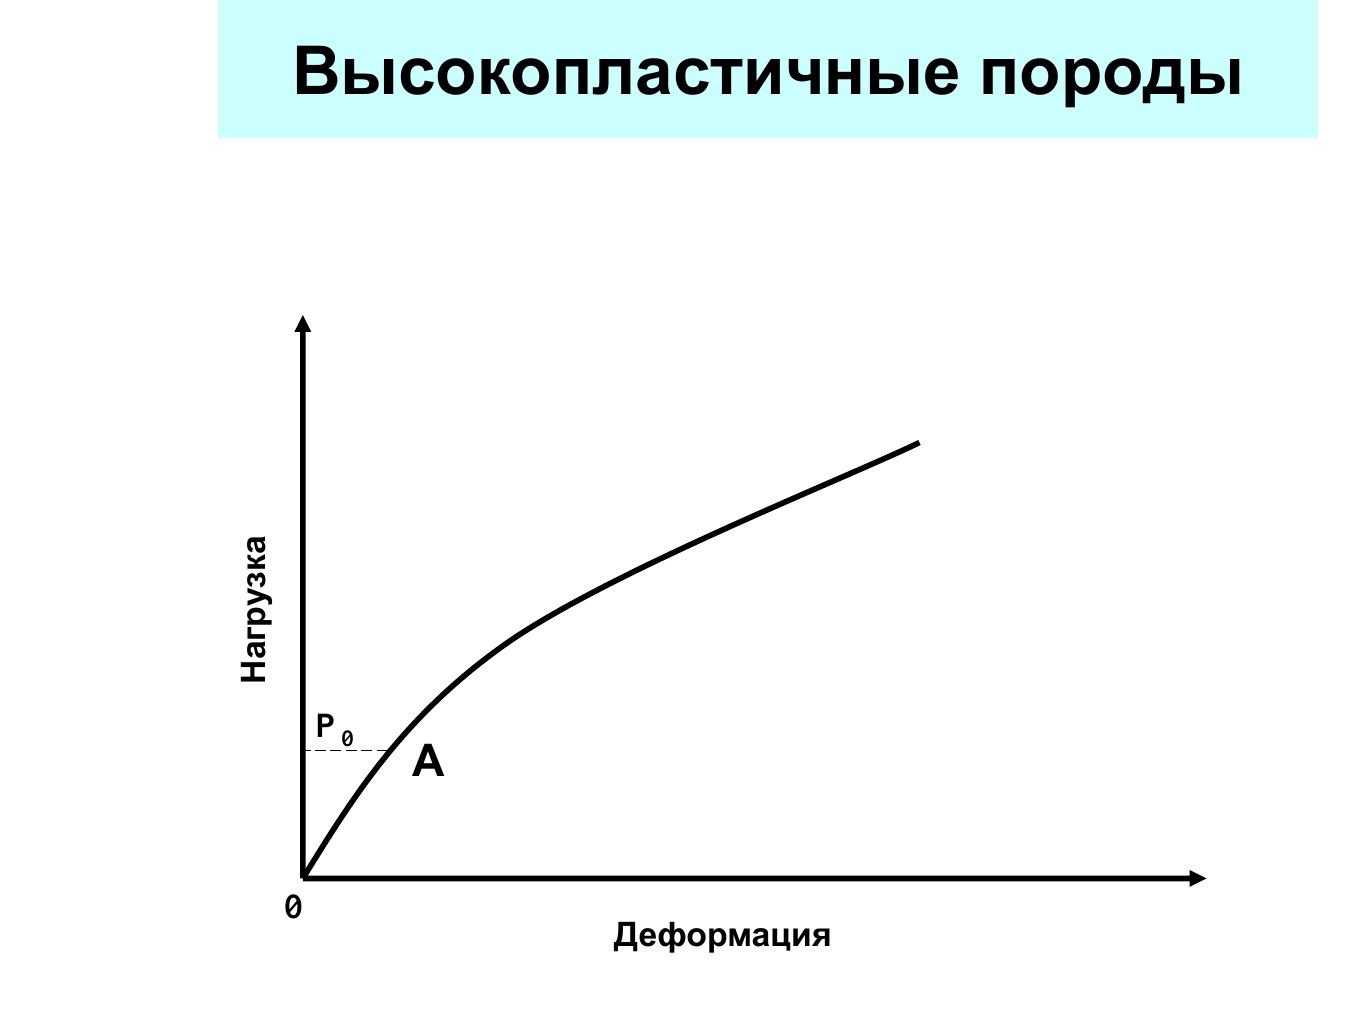 Высокопластичные породы
Нагрузка
P0
А
0
Деформация